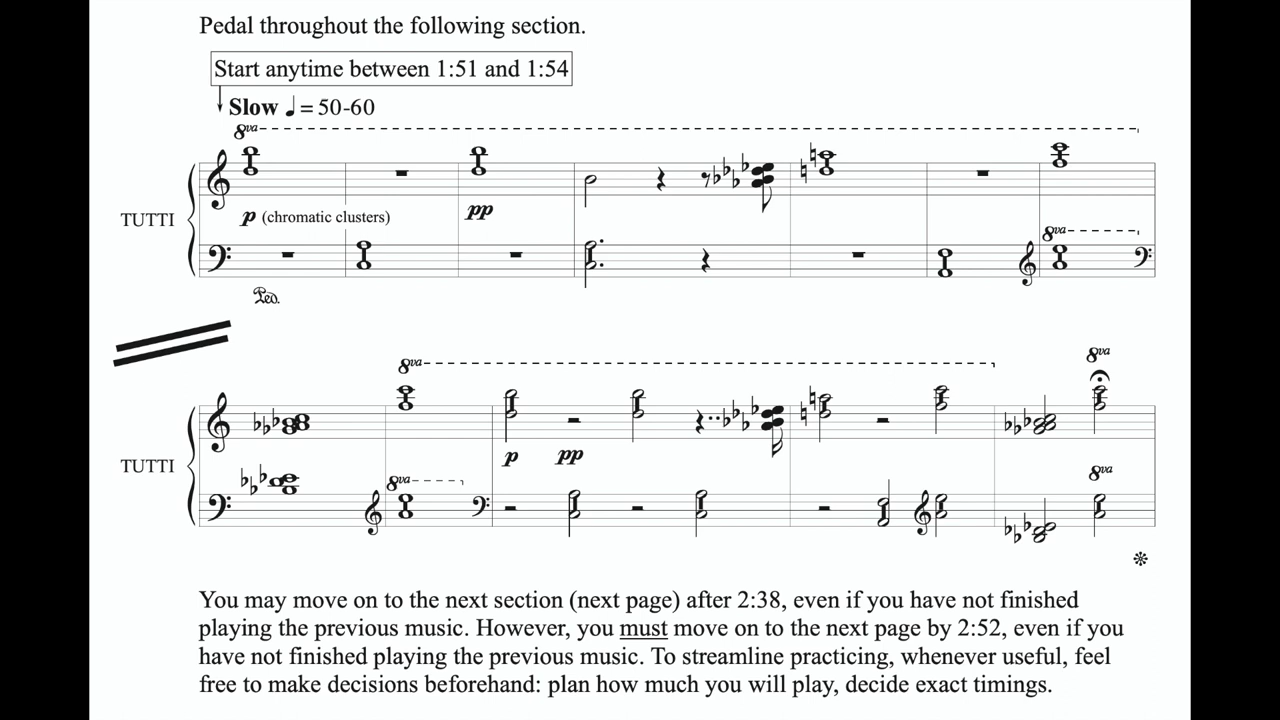 Pedal throughout the following section.
Start anytime between 1:51 and 1:54
Slow ♩ = 50-60
8va
TUTTI
p (chromatic clusters)
pp
8va
Ped.
8va
8va
TUTTI
p
pp
8va
8va
You may move on to the next section (next page) after 2:38, even if you have not finished
playing the previous music. However, you must move on to the next page by 2:52, even if you
have not finished playing the previous music. To streamline practicing, whenever useful, feel
free to make decisions beforehand: plan how much you will play, decide exact timings.